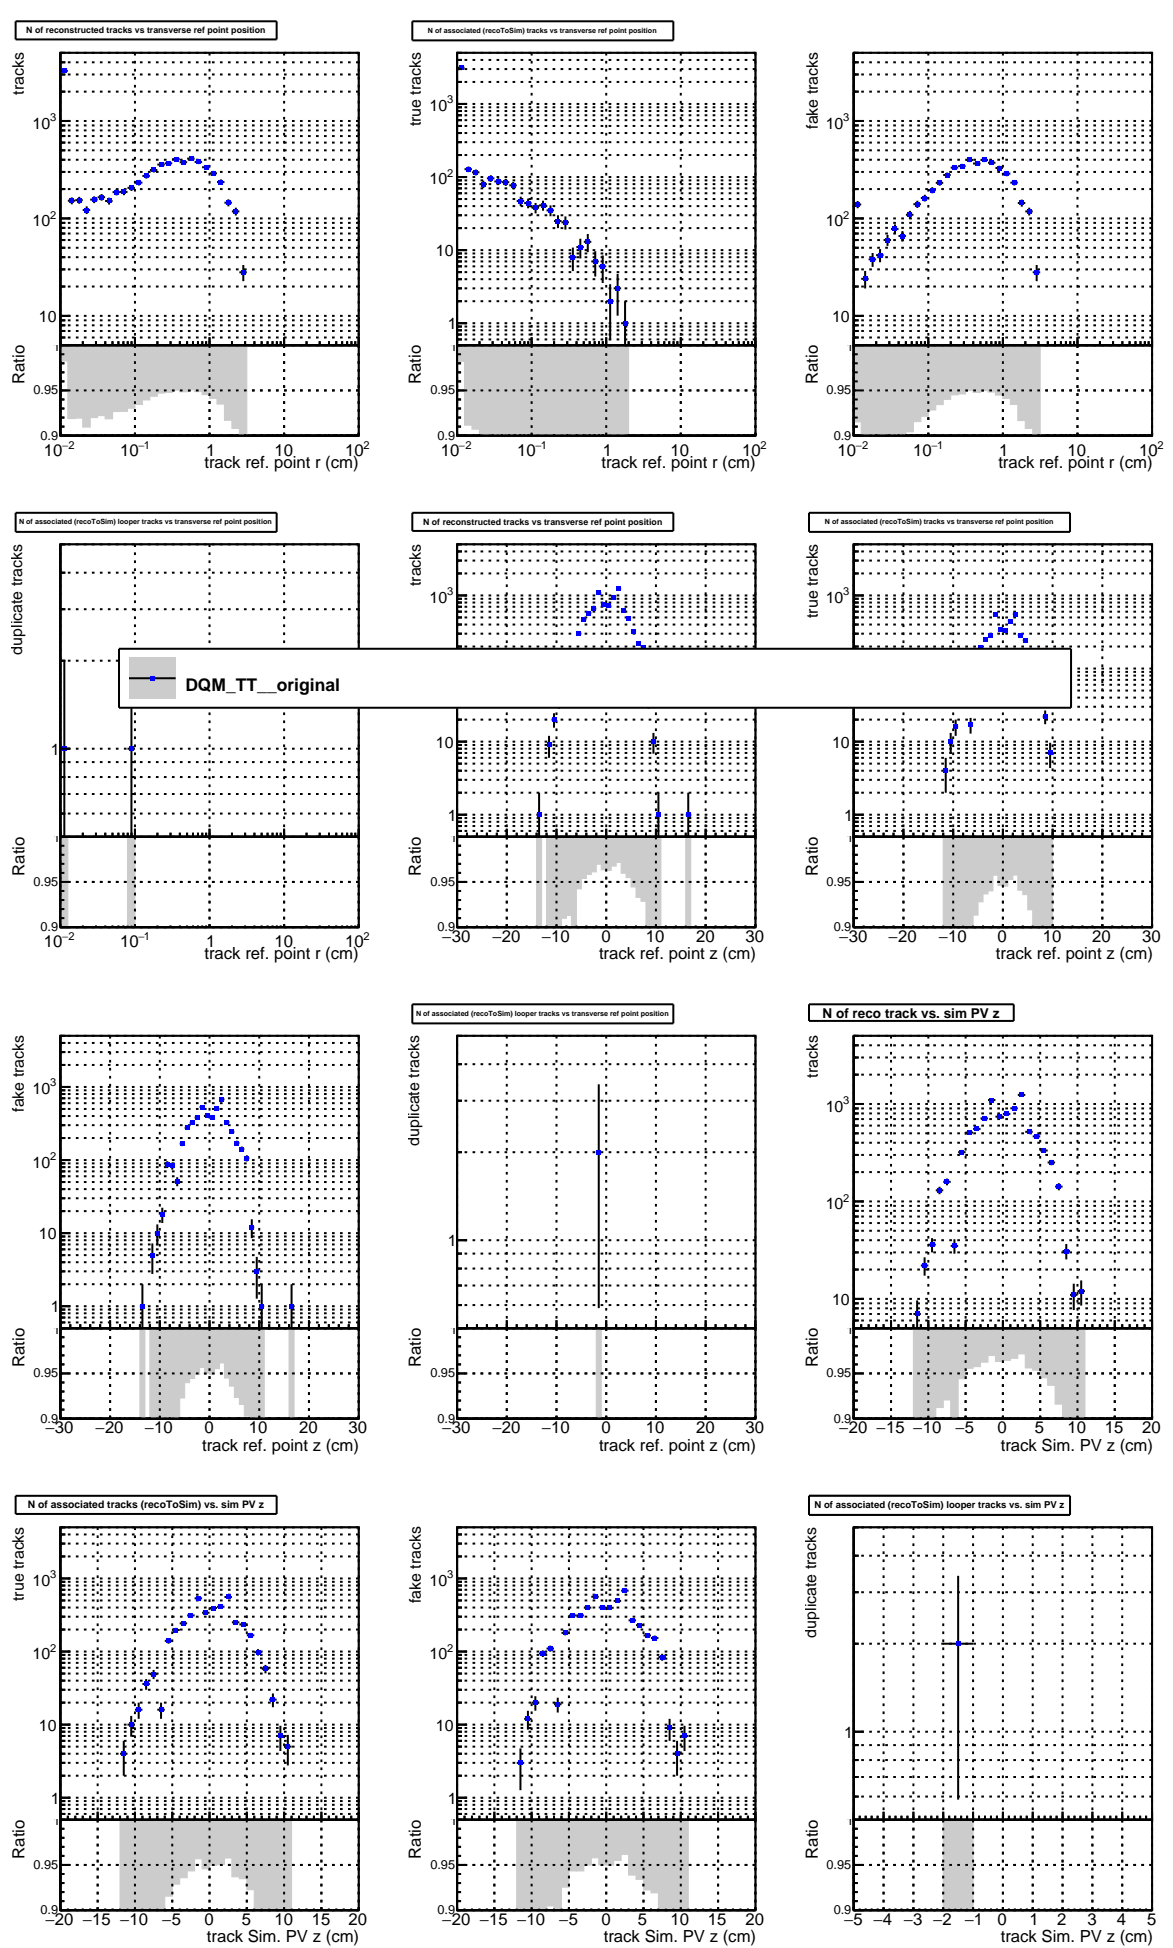 N of reconstructed tracks vs transverse ref point position
tracks
10³
10²
10
Ratio
1
0.95
0.9
10⁻² 10⁻¹ 1 10 10²
track ref. point r (cm)
N of associated (recoToSim) tracks vs transverse ref point position
true tracks
10³
10²
10
1
Ratio
1
0.95
0.9
10⁻² 10⁻¹ 1 10 10²
track ref. point r (cm)
fake tracks
10³
10²
10
Ratio
1
0.95
0.9
10⁻² 10⁻¹ 1 10 10²
track ref. point r (cm)
N of associated (recoToSim) looper tracks vs transverse ref point position
duplicate tracks
1
Ratio
1
0.95
0.9
10⁻² 10⁻¹ 1 10 10²
track ref. point r (cm)
N of reconstructed tracks vs transverse ref point position
tracks
10³
10
1
Ratio
1
0.95
0.9
−30 −20 −10 0 10 20 30
track ref. point z (cm)
N of associated (recoToSim) tracks vs transverse ref point position
true tracks
10³
10
1
Ratio
1
0.95
0.9
−30 −20 −10 0 10 20 30
track ref. point z (cm)
DQM_TT__original
fake tracks
10³
10²
10
1
Ratio
1
0.95
0.9
−30 −20 −10 0 10 20 30
track ref. point z (cm)
N of associated (recoToSim) looper tracks vs transverse ref point position
duplicate tracks
1
Ratio
1
0.95
0.9
−30 −20 −10 0 10 20 30
track ref. point z (cm)
N of reco track vs. sim PV z
tracks
10³
10²
10
Ratio
1
0.95
0.9
−20 −15 −10 −5 0 5 10 15 20
track Sim. PV z (cm)
N of associated tracks (recoToSim) vs. sim PV z
true tracks
10³
10²
10
1
Ratio
1
0.95
0.9
−20 −15 −10 −5 0 5 10 15 20
track Sim. PV z (cm)
fake tracks
10³
10²
10
1
Ratio
1
0.95
0.9
−20 −15 −10 −5 0 5 10 15 20
track Sim. PV z (cm)
N of associated (recoToSim) looper tracks vs. sim PV z
duplicate tracks
1
Ratio
1
0.95
0.9
−5 −4 −3 −2 −1 0 1 2 3 4 5
track Sim. PV z (cm)